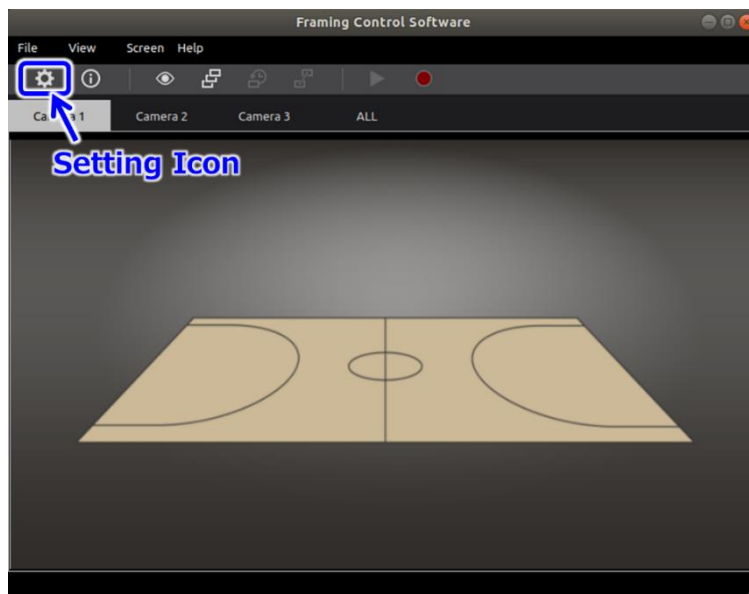 Framing Control Software
File View Screen Help
Camera 1 Camera 2 Camera 3 ALL
Setting Icon